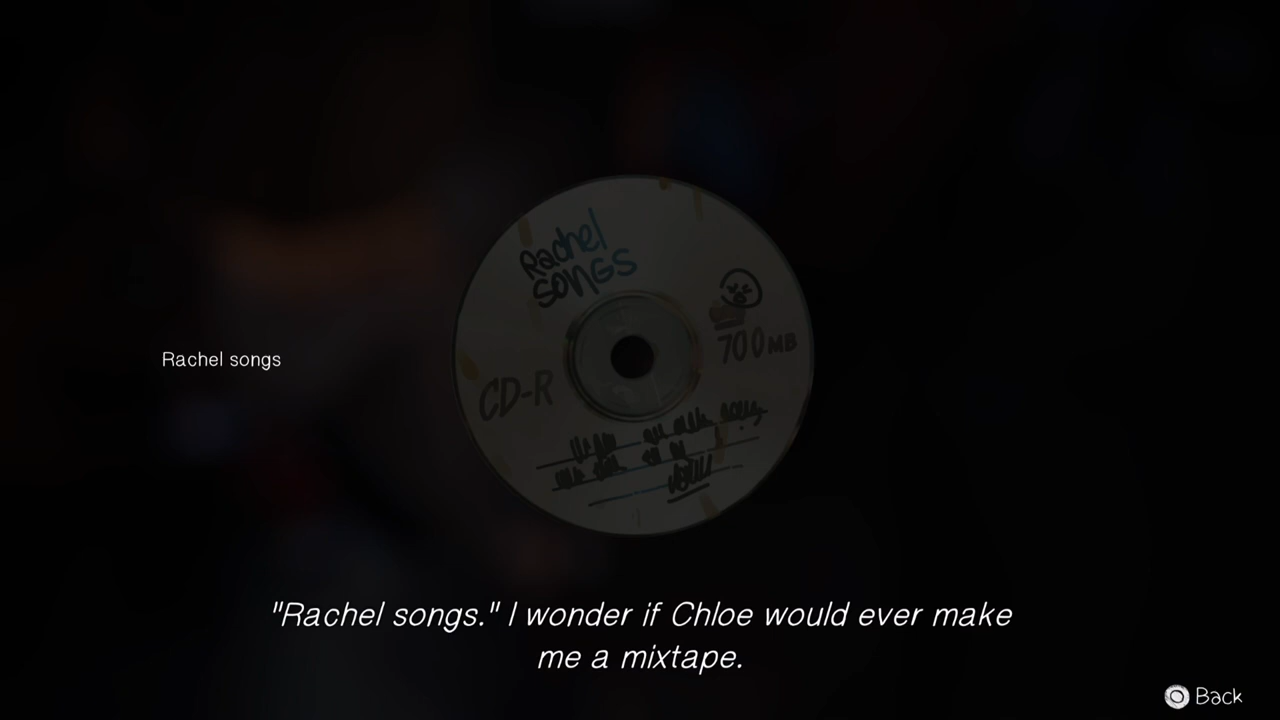 Rachel
SONGS
700MB
CD-R
Rachel songs
"Rachel songs." I wonder if Chloe would ever make
me a mixtape.
Back